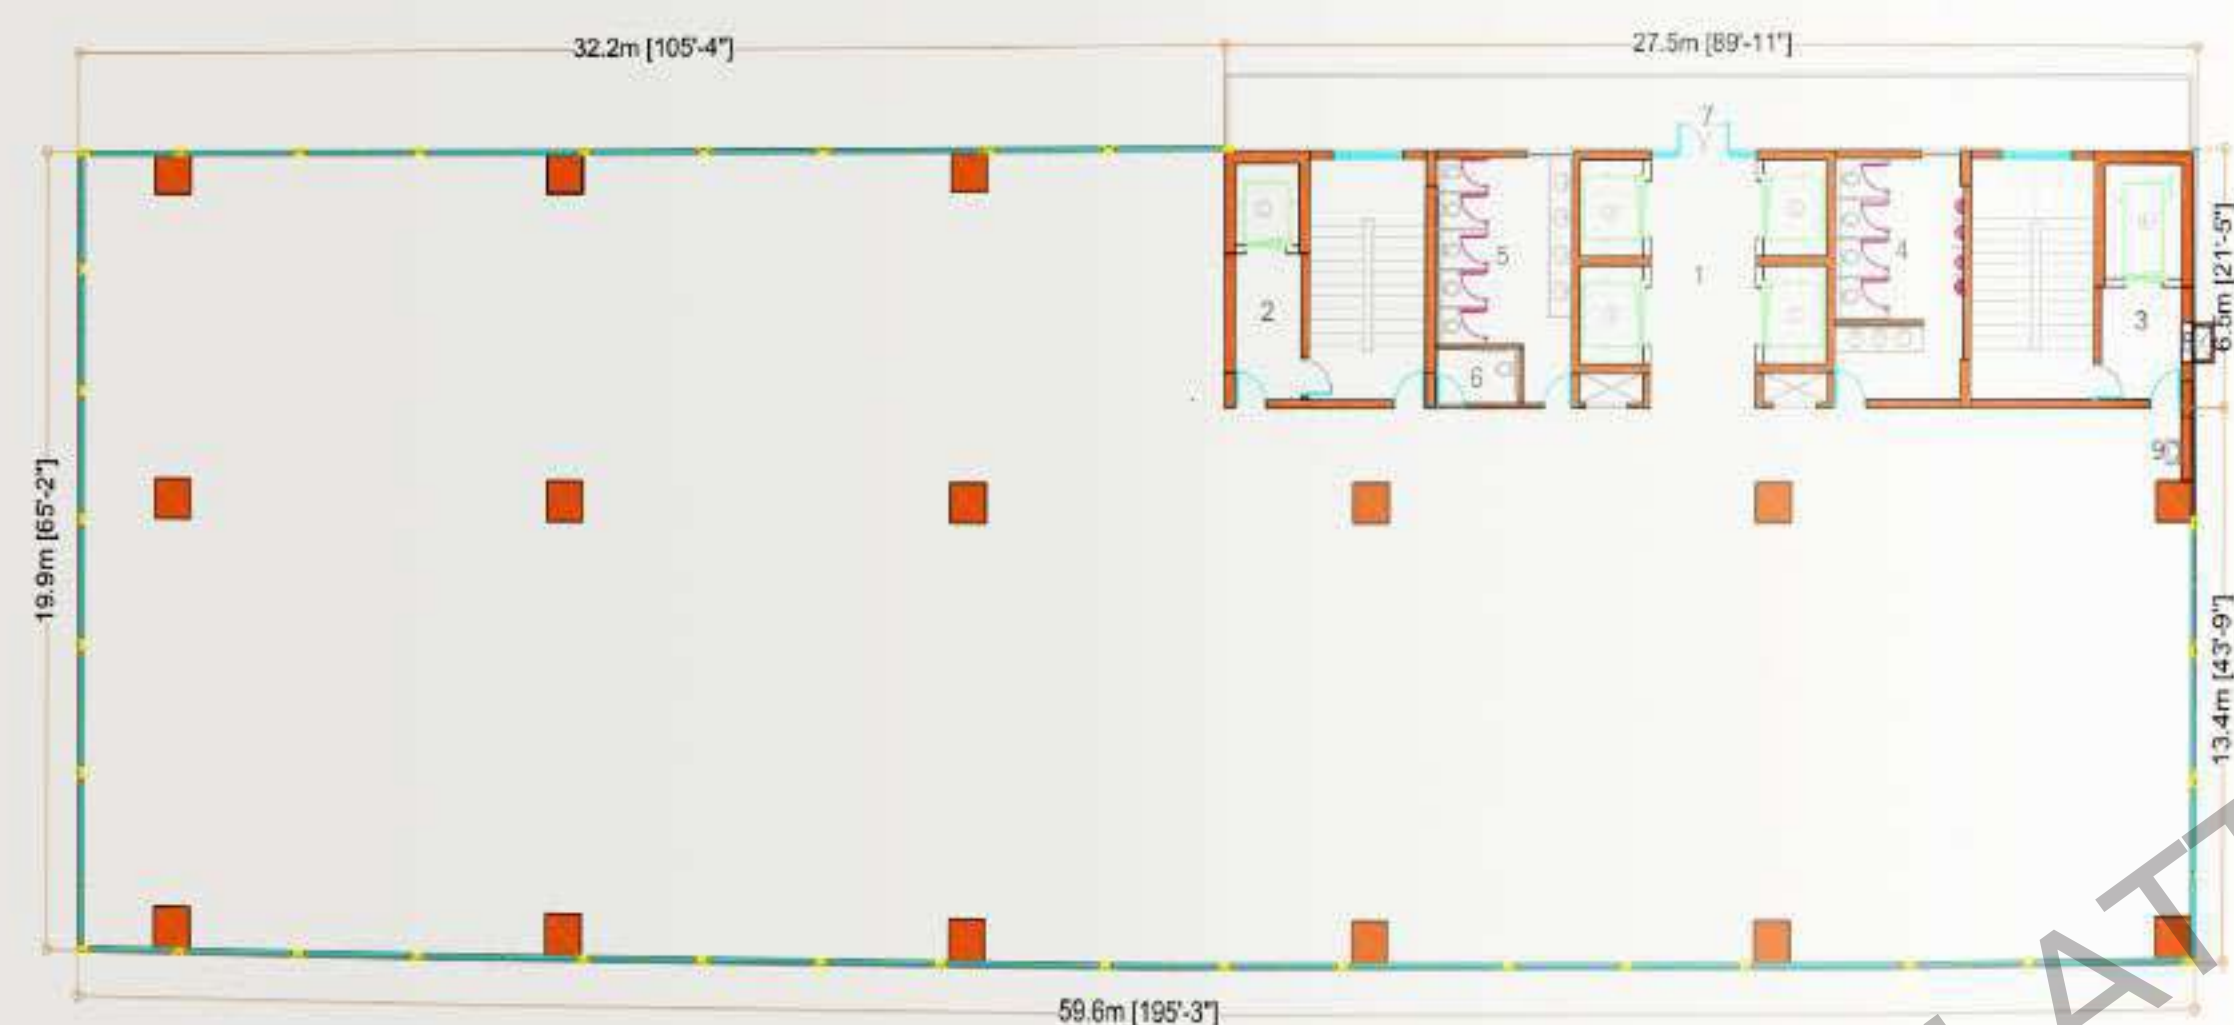 32.2m [105'-4"]
27.5m [89'-11"]
7
5
1
4
2
3
6
6.5m [21'-5"]
19.9m [65'-2"]
9
13.4m [43'-9"]
59.6m [195'-3"]